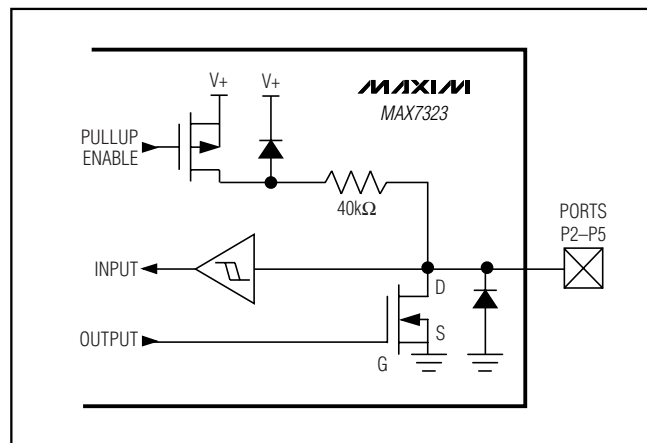 V+
V+
MAXIM
MAX7323
PULLUP
ENABLE
40kΩ
PORTS
P2–P5
INPUT
D
OUTPUT
S
G